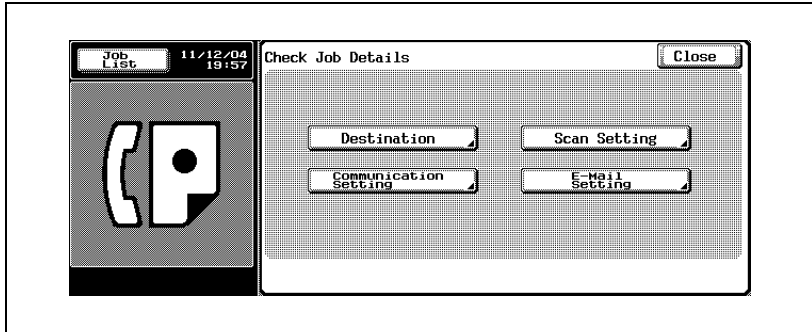 Job
List
11/12/04
19:57
Check Job Details
Close
Destination
Scan Setting
Communication
Setting
E-Mail
Setting